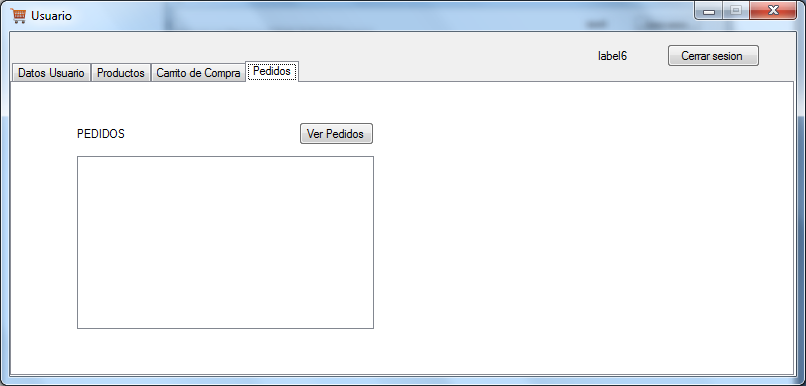 Usuario
label6
Cerrar sesion
Datos Usuario
Productos
Carrito de Compra
Pedidos
PEDIDOS
Ver Pedidos